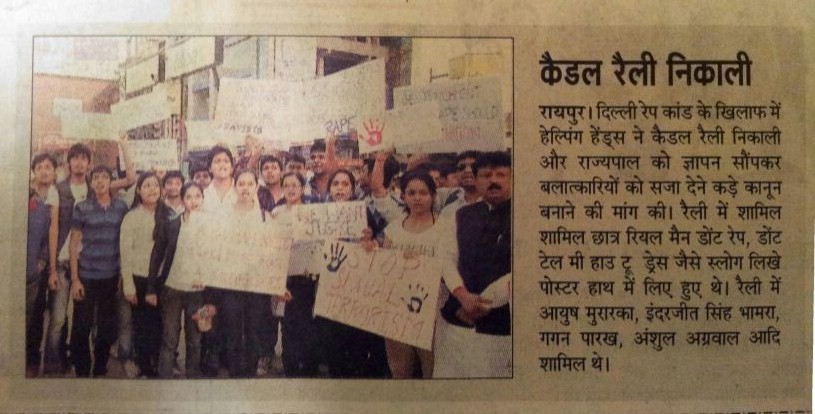 RAPE
WE WANT
JUSTICE
STOP
SEXUAL
TERRORISM
कैडल रैली निकाली
रायपुर। दिल्ली रेप कांड के खिलाफ में
हेल्पिंग हेंड्स ने कैडल रैली निकाली
और राज्यपाल को ज्ञापन सौंपकर
बलात्कारियों को सजा देने कड़े कानून
बनाने की मांग की। रैली में शामिल
शामिल छात्र रियल मैन डोंट रेप, डोंट
टेल मी हाउ टू ड्रेस जैसे स्लोग लिखे
पोस्टर हाथ में लिए हुए थे। रैली में
आयुष मुरारका, इंदरजीत सिंह भामरा,
गगन पारख, अंशुल अग्रवाल आदि
शामिल थे।